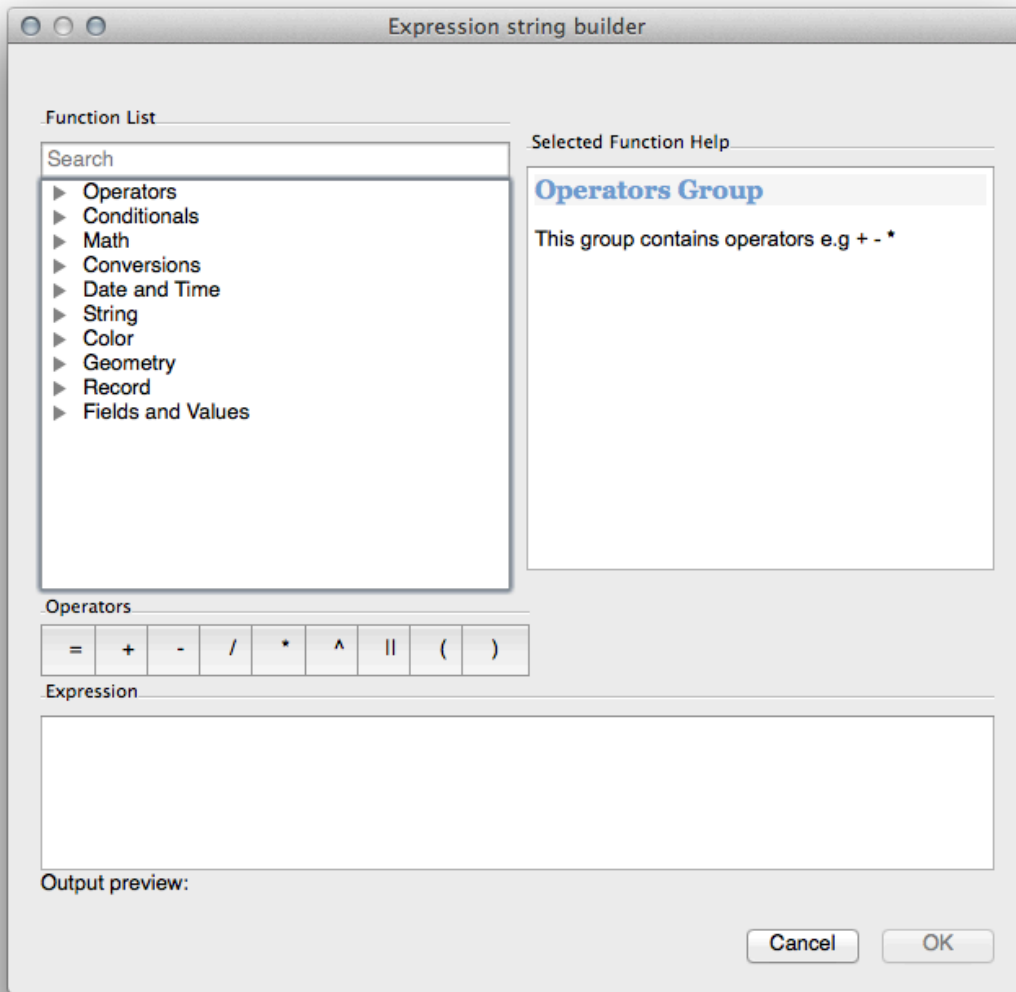 Expression string builder
Function List
Search
Operators
Conditionals
Math
Conversions
Date and Time
String
Color
Geometry
Record
Fields and Values
Selected Function Help
Operators Group
This group contains operators e.g + - *
Operators
= + - / * ^ || ( )
Expression
Output preview:
Cancel OK